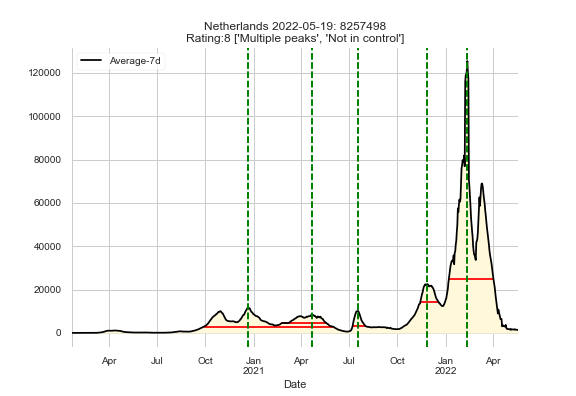 Netherlands 2022-05-19: 8257498
Rating:8 ['Multiple peaks', 'Not in control']
Average-7d
120000
100000
80000
60000
40000
20000
0
Apr Jul Oct Jan Apr Jul Oct Jan Apr
2021 2022
Date